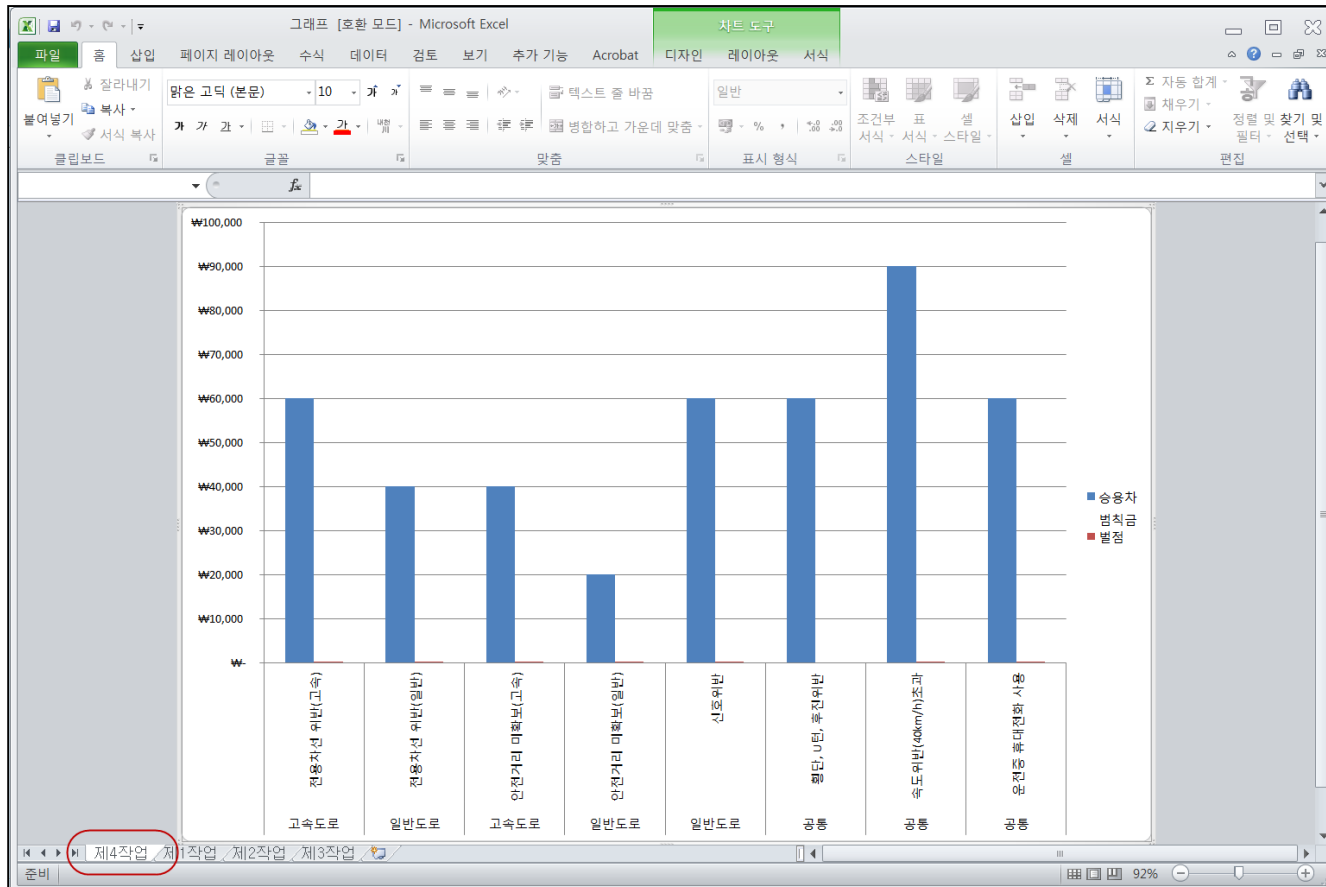 그래프 [호환 모드] - Microsoft Excel
차트 도구
파일 홈 삽입 페이지 레이아웃 수식 데이터 검토 보기 추가 기능 Acrobat 디자인 레이아웃 서식
붙여넣기
잘라내기
복사
서식 복사
클립보드
맑은 고딕 (본문) 10
가 가 가 가
글꼴
텍스트 줄 바꿈
병합하고 가운데 맞춤
맞춤
일반
표시 형식
조건부 서식
표 서식
셀 스타일
스타일
삽입 삭제 서식
셀
Σ 자동 합계
채우기
지우기
정렬 및 필터
찾기 및 선택
편집
fx
₩100,000
₩90,000
₩80,000
₩70,000
₩60,000
₩50,000
₩40,000
₩30,000
₩20,000
₩10,000
₩-
전용차선 위반(고속)
전용차선 위반(일반)
안전거리 미확보(고속)
안전거리 미확보(일반)
신호위반
횡단, U턴, 후진위반
속도위반(40km/h)초과
운전중 휴대전화 사용
고속도로 일반도로 고속도로 일반도로 일반도로 공통 공통 공통
승용차
범칙금
벌점
제4작업 제1작업 제2작업 제3작업
준비 92%